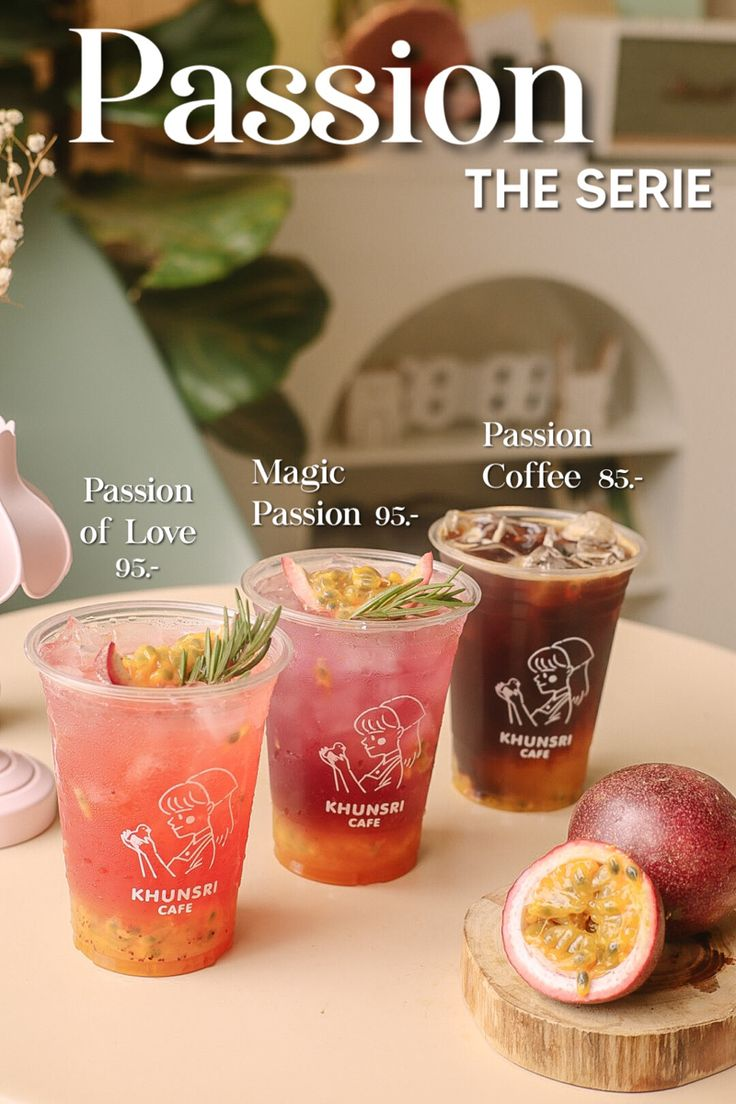 Passion
THE SERIE
Passion
Coffee 85.-
Magic
Passion 95.-
Passion
of Love
95.-
KHUNSRI
CAFE
KHUNSRI
CAFE
KHUNSRI
CAFE